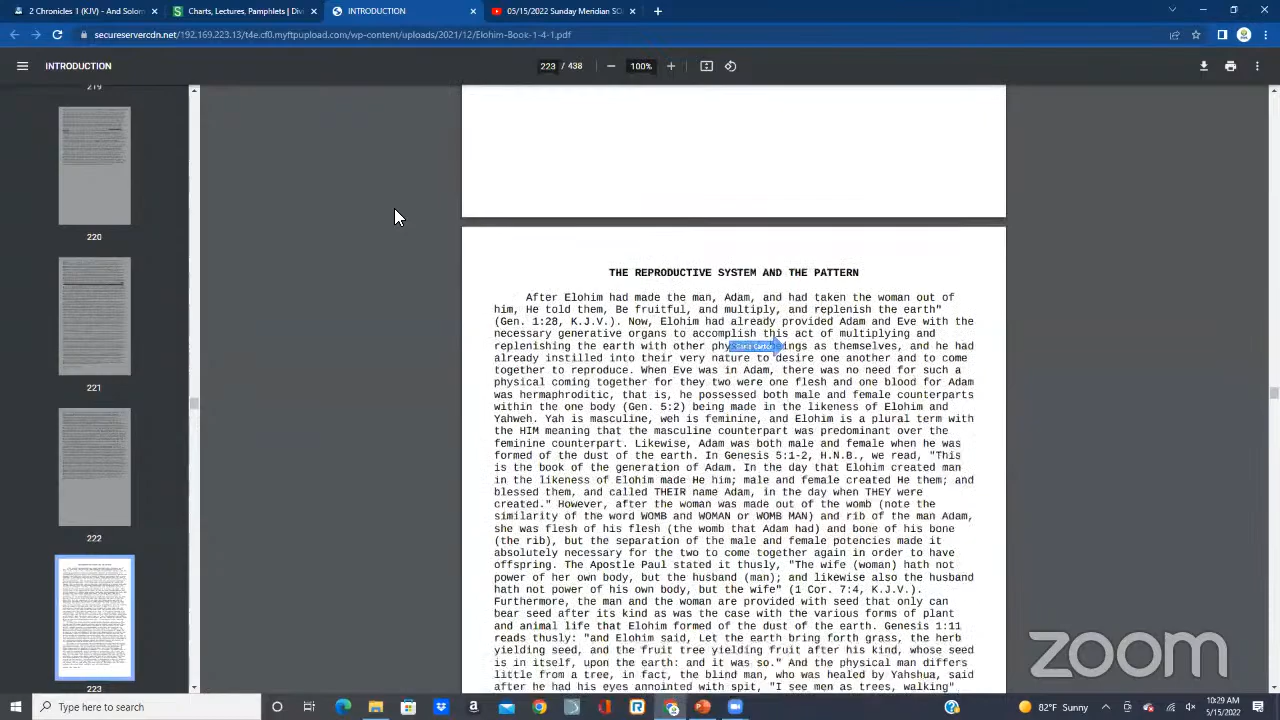 2 Chronicles 1 (KJV) - And Solom
Charts, Lectures, Pamphlets | Divi
INTRODUCTION
05/15/2022 Sunday Meridian SO
secureservercdn.net/192.169.223.13/t4e.cf0.myftpupload.com/wp-content/uploads/2021/12/Elohim-Book-1-4-1.pdf
INTRODUCTION
223 / 438
100%
219
220
221
222
223
THE REPRODUCTIVE SYSTEM AND THE PATTERN
After Elohim had made the man, Adam, and had taken the woman out of
him, He told them, Be fruitful, and multiply, and replenish the earth"
(Gen. 1:28, K.J.V.). Now, Elohim had already provided Adam and Eve with the
necessary generative organs to accomplish this act of multiplying and
replenishing the earth with other phy ings as themselves, and he had
already instilled into their very nature to desire one another and to come
together to reproduce. When Eve was in Adam, there was no need for such a
physical coming together for they two were one flesh and one blood for Adam
was hermaphroditic, that is, he possessed both male and female counterparts
within the one body (Gen. 5:2) being made in the likeness of Elohim and
Yahweh. Yah is masculine, weh is feminine, and Elohim is a plural term with
the HIM meaning that the masculine counterpart was predominant over the
feminine counterpart. Likewise, Adam was both male and female when he was
formed of the dust of the earth. In Genesis 5:1-2, H.N.B., we read, "This
is the book of the generation of Adam. In the day that Elohim created man
in the likeness of Elohim made He him; male and female created He them; and
blessed them, and called THEIR name Adam, in the day when THEY were
created." However, after the woman was made out of the womb (note the
similarity of the word WOMB and WOMAN or WOMB MAN) and rib of the man Adam,
she was flesh of his flesh (the womb that Adam had) and bone of his bone
(the rib), but the separation of the male and female potencies made it
absolutely necessary for the two to come together again in order to have
offspring. The Apostle Paul stated it thusly, "The wife (woman) hath not
power of her own body, but the husband (man), and likewise also the husband
hath not power of his own body, but the wife" (I Cor. 7:4, K.J.V.).
Furthermore, the man and the woman are provided with seed that only can
bear seed after its kind as was the case with the various forms of plant
and animal life that Elohim formed of the dust of the earth. Genesis 1:11
reads thusly: "and Elohim said, Let the earth bring forth grass, the herb
yielding seed, and the fruit tree yielding fruit after his kind, whose seed
is in itself, upon the earth: and it was so." And the physical man differs
little from a tree, in fact, the blind man, who was healed by Yahshua, said
after he had his eyes annointed with spit, "I see men as trees, walking"
zoom
Type here to search
82°F Sunny
10:29 AM
5/15/2022